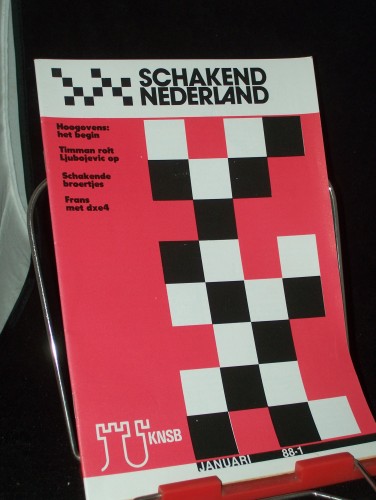 SCHAKEND
NEDERLAND
Hoogovens:
het begin
Timman rolt
Ljubojevic op
Schakende
broertjes
Frans
met dxe4
KNSB
JANUARI 88-1